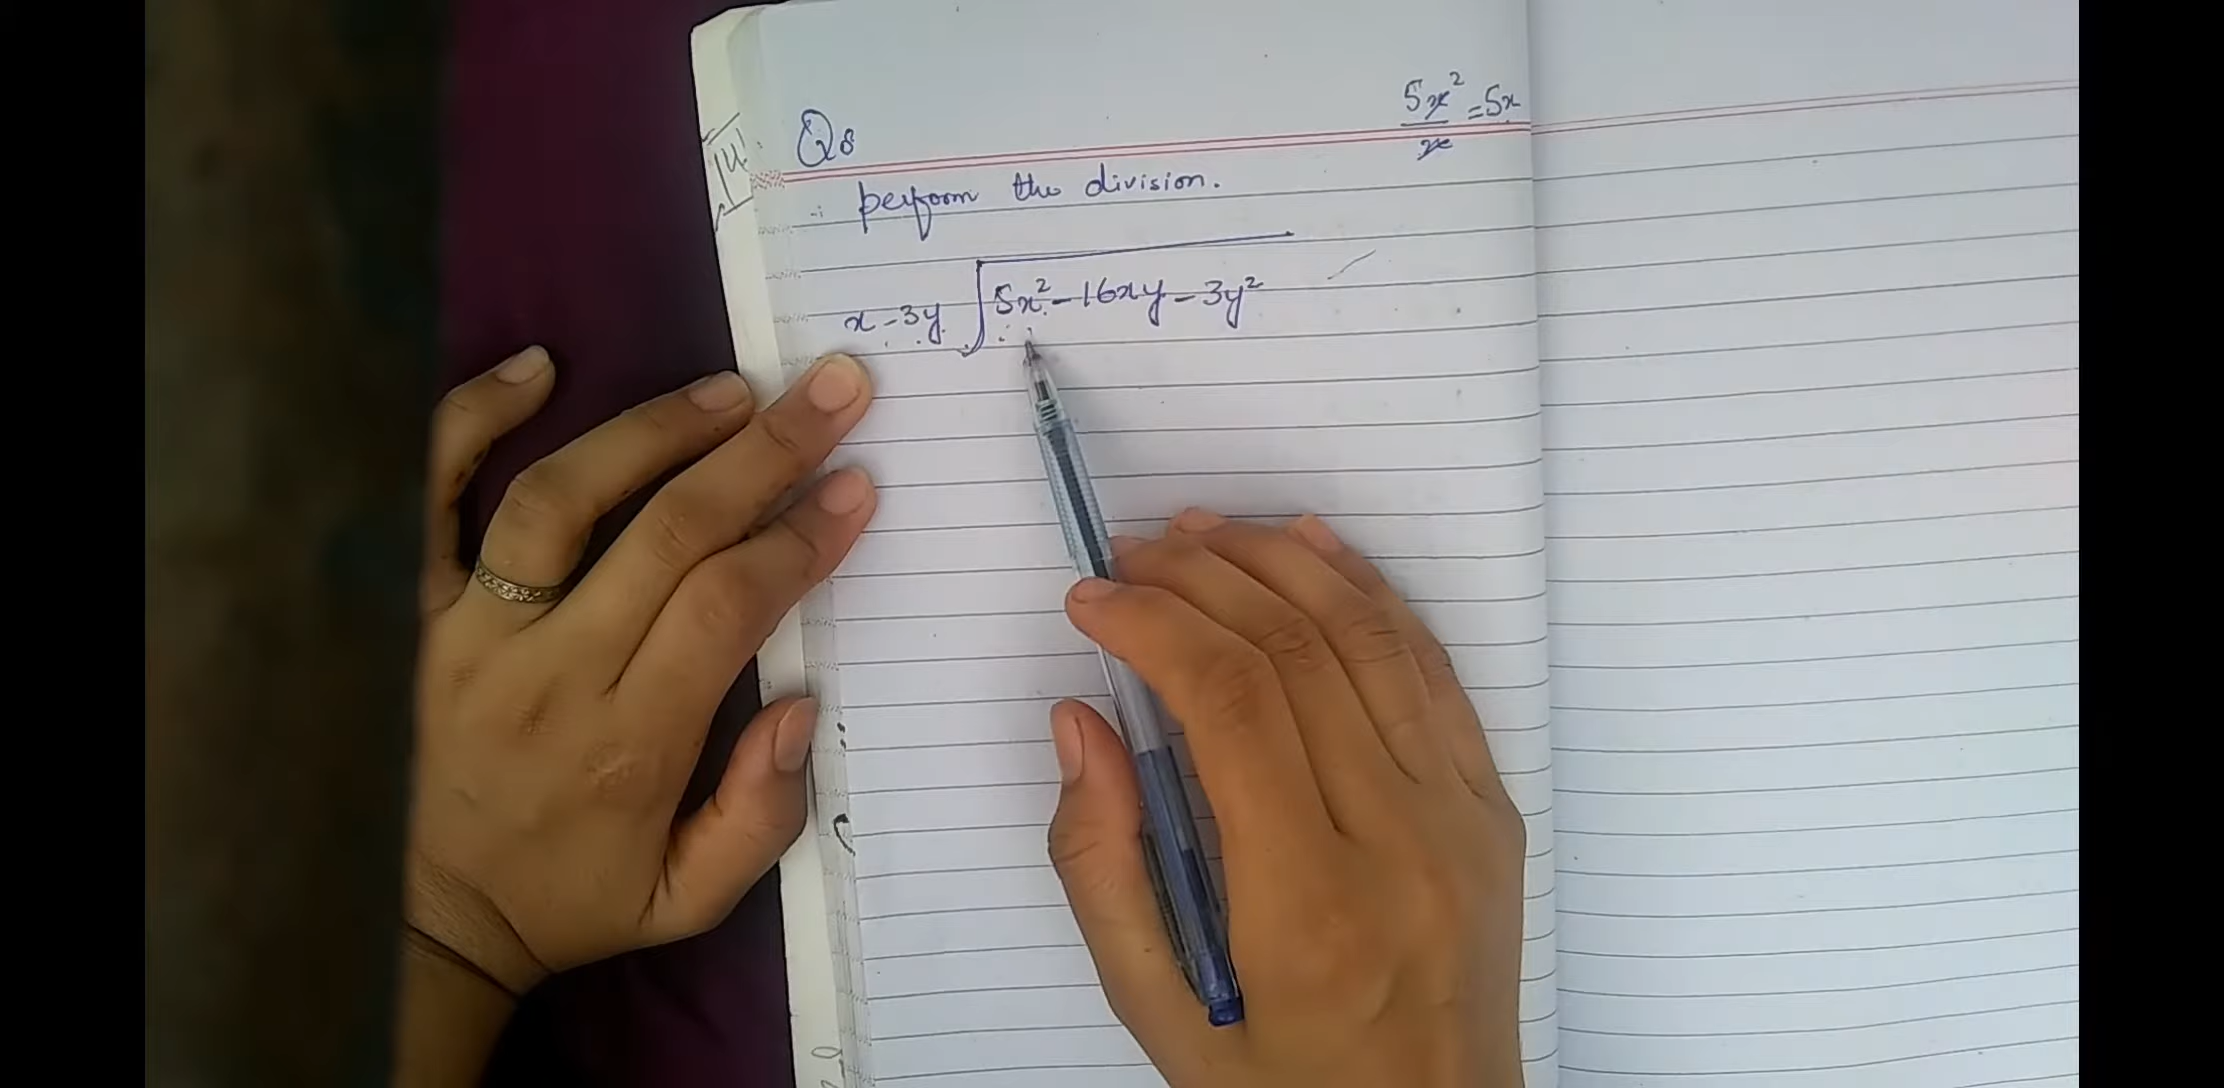 Q8
5x² / x = 5x
perform the division.
x - 3y √5x² - 16xy - 3y²